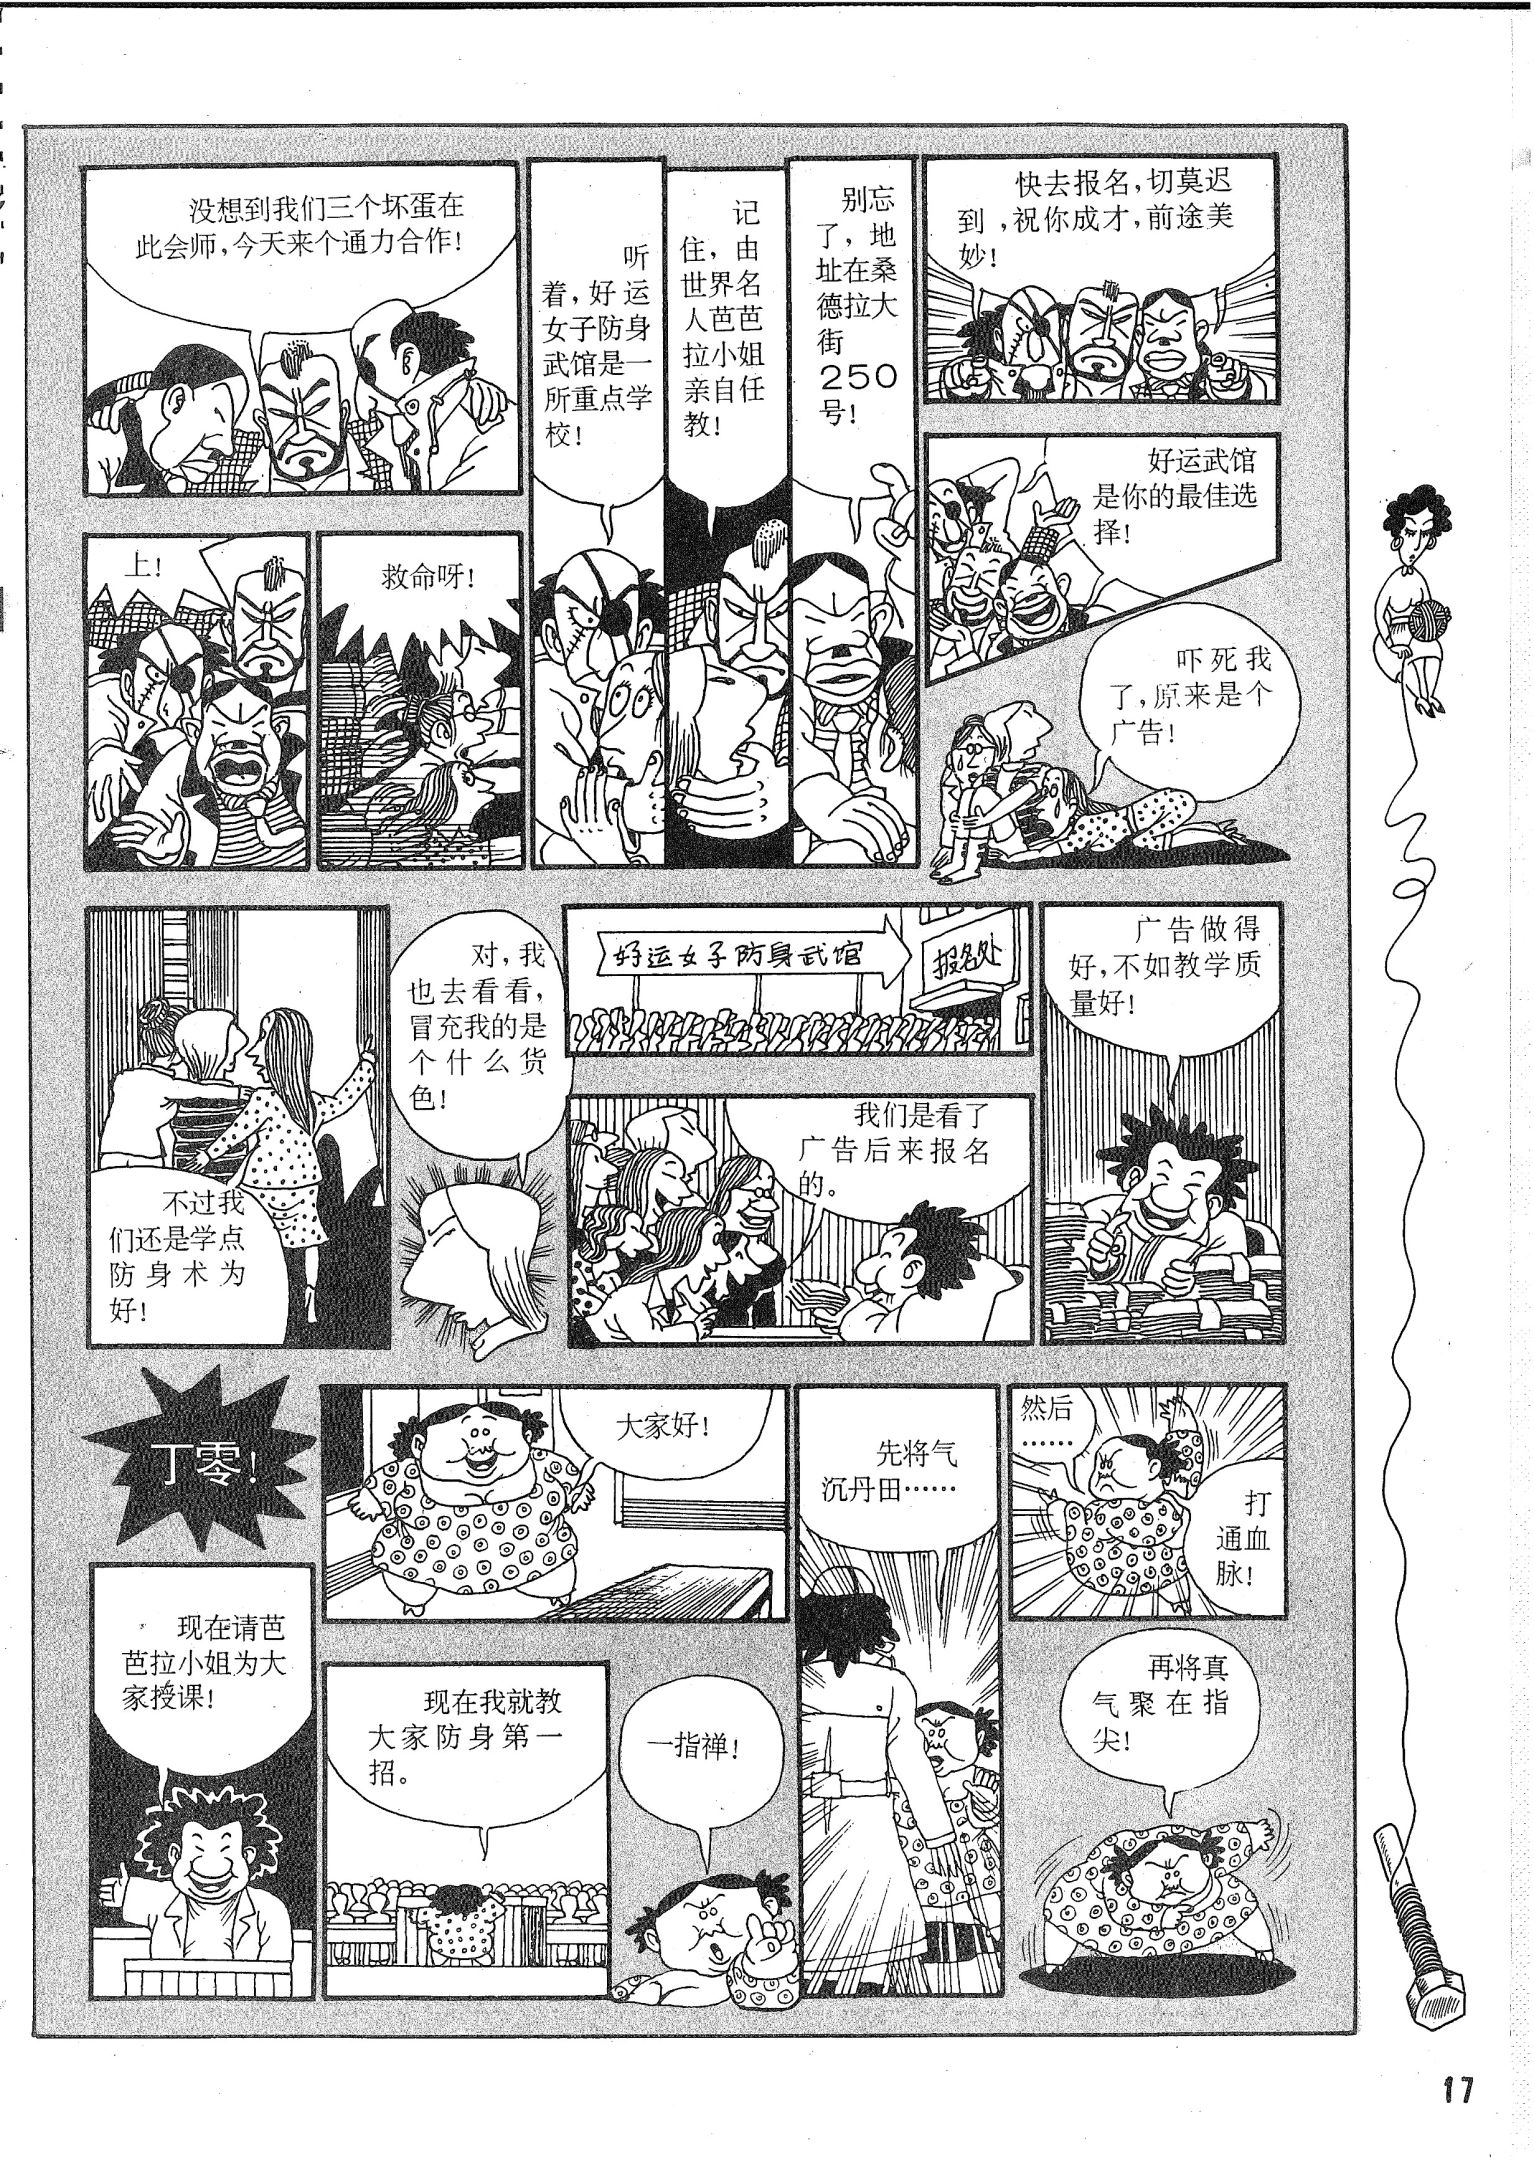 没想到我们三个坏蛋在
此会师,今天来个通力合作!
上!
救命呀!
听
着,好运
女子防身
武馆是一
所重点学
校!
记
住,由
世界名
人芭芭
拉小姐
亲自任
教!
别忘
了,地
址在桑
德拉大
街
250
号!
快去报名,切莫迟
到,祝你成才,前途美
妙!
好运武馆
是你的最佳选
择!
吓死我
了,原来是个
广告!
不过我
们还是学点
防身术为
好!
对,我
也去看看,
冒充我的是
个什么货
色!
好运女子防身武馆
报名处
我们是看了
广告后来报名
的。
广告做得
好,不如教学质
量好!
丁零!
现在请芭
芭拉小姐为大
家授课!
大家好!
现在我就教
大家防身第一
招。
一指禅!
先将气
沉丹田……
然后
……
打
通血
脉!
再将真
气聚在指
尖!
17